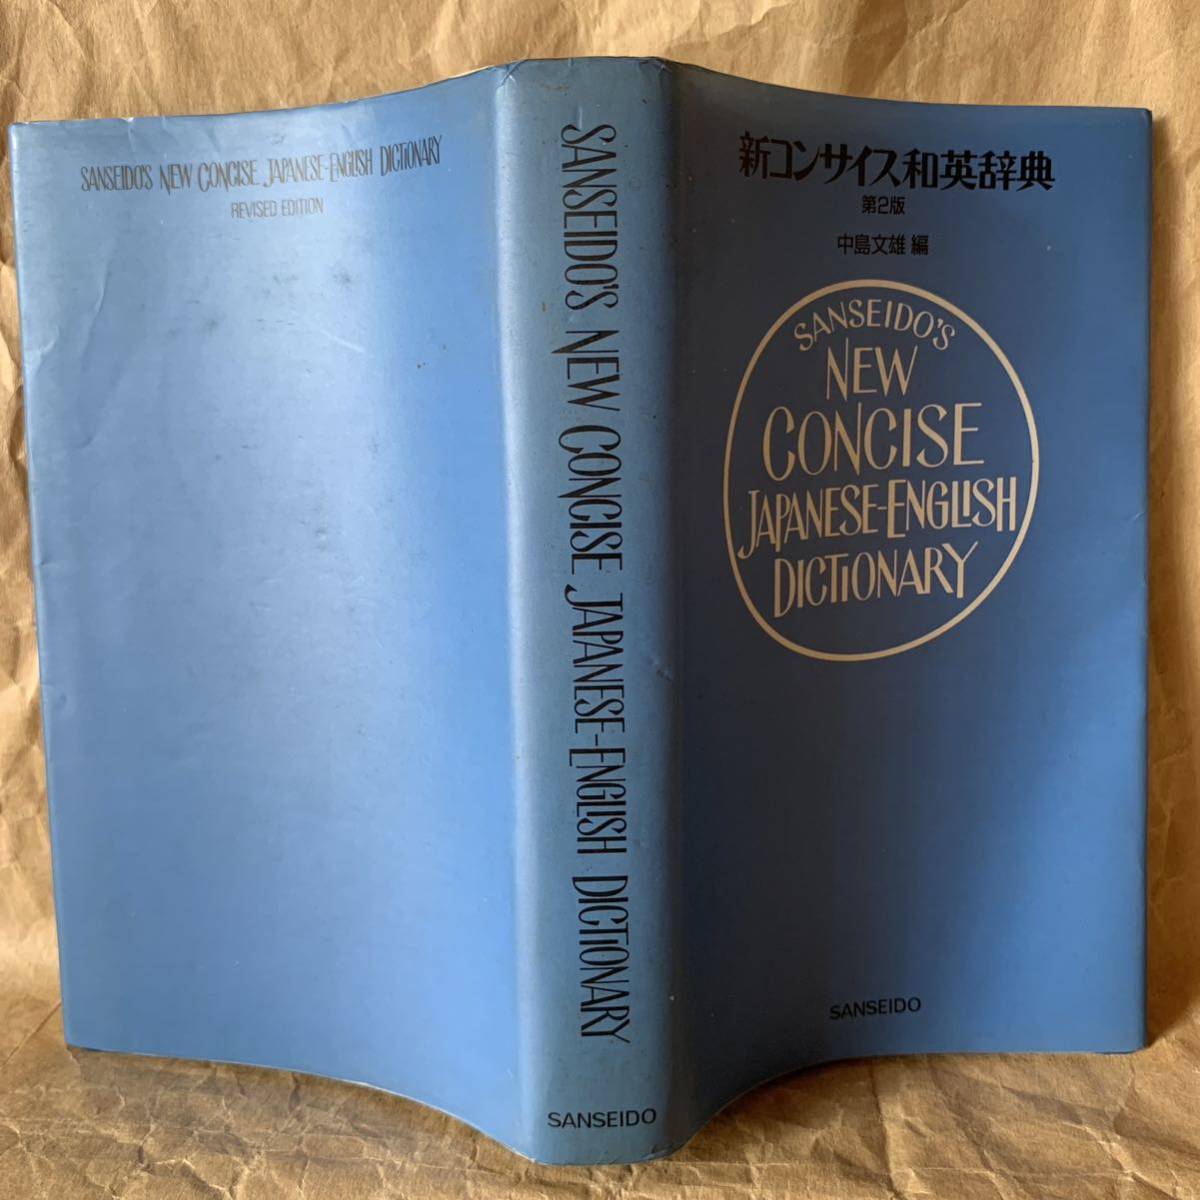 SANSEIDO'S NEW CONCISE JAPANESE-ENGLISH DICTIONARY
REVISED EDITION
SANSEIDO'S NEW CONCISE JAPANESE-ENGLISH DICTIONARY
SANSEIDO
新コンサイス和英辞典
第2版
中島文雄 編
SANSEIDO'S
NEW
CONCISE
JAPANESE-ENGLISH
DICTIONARY
SANSEIDO